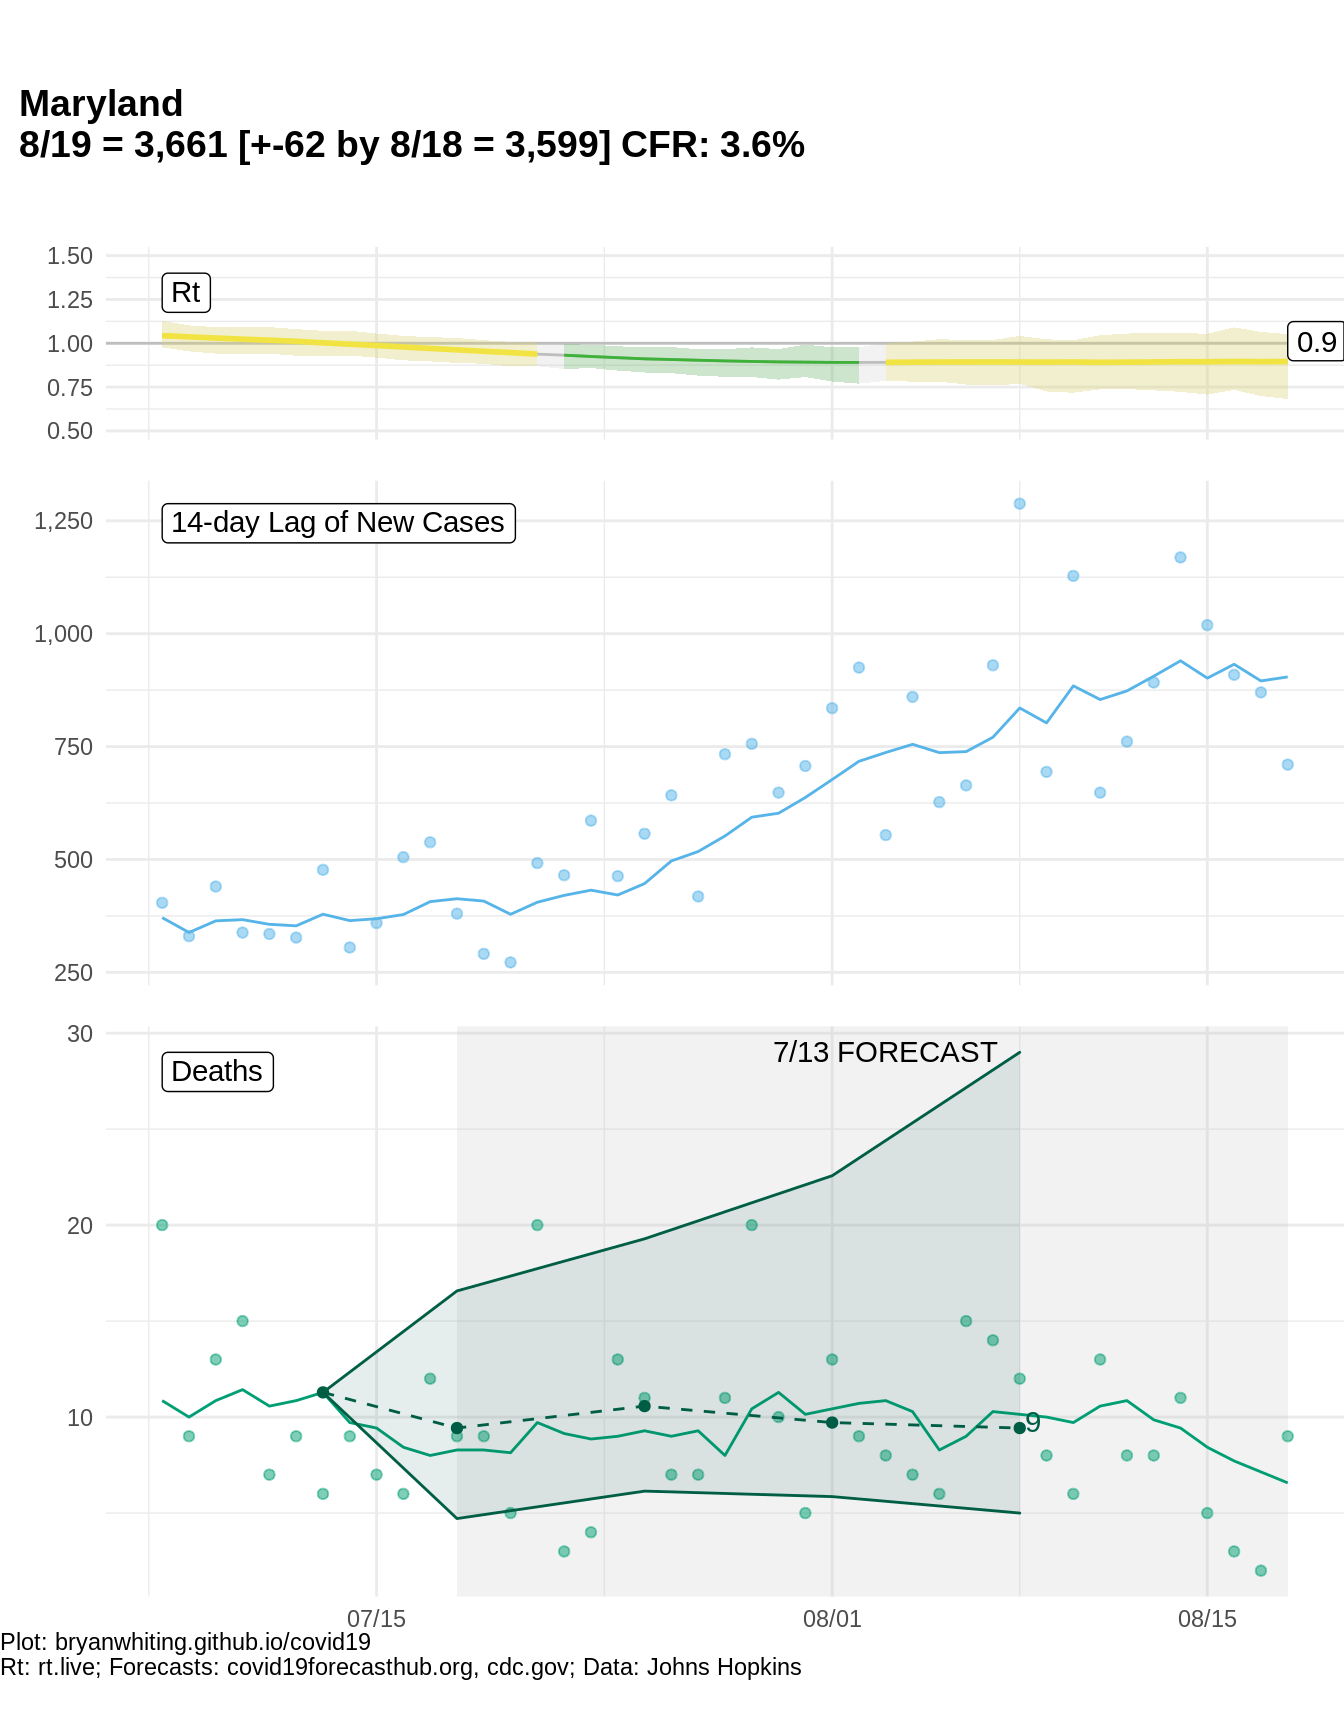 Maryland
8/19 = 3,661 [+-62 by 8/18 = 3,599] CFR: 3.6%
1.50
1.25
1.00
0.75
0.50
Rt
0.9
1,250
1,000
750
500
250
14-day Lag of New Cases
30
20
10
Deaths
7/13 FORECAST
9
07/15
08/01
08/15
Plot: bryanwhiting.github.io/covid19
Rt: rt.live; Forecasts: covid19forecasthub.org, cdc.gov; Data: Johns Hopkins